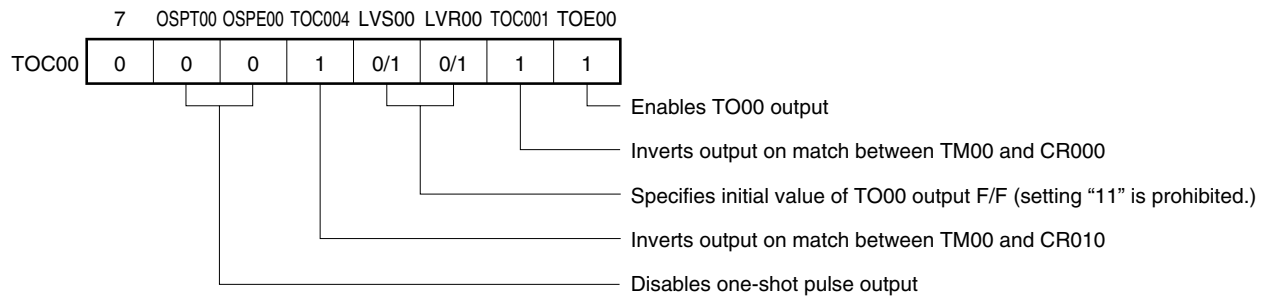 7 OSPT00 OSPE00 TOC004 LVS00 LVR00 TOC001 TOE00
TOC00 0 0 0 1 0/1 0/1 1 1
Enables TO00 output
Inverts output on match between TM00 and CR000
Specifies initial value of TO00 output F/F (setting “11” is prohibited.)
Inverts output on match between TM00 and CR010
Disables one-shot pulse output